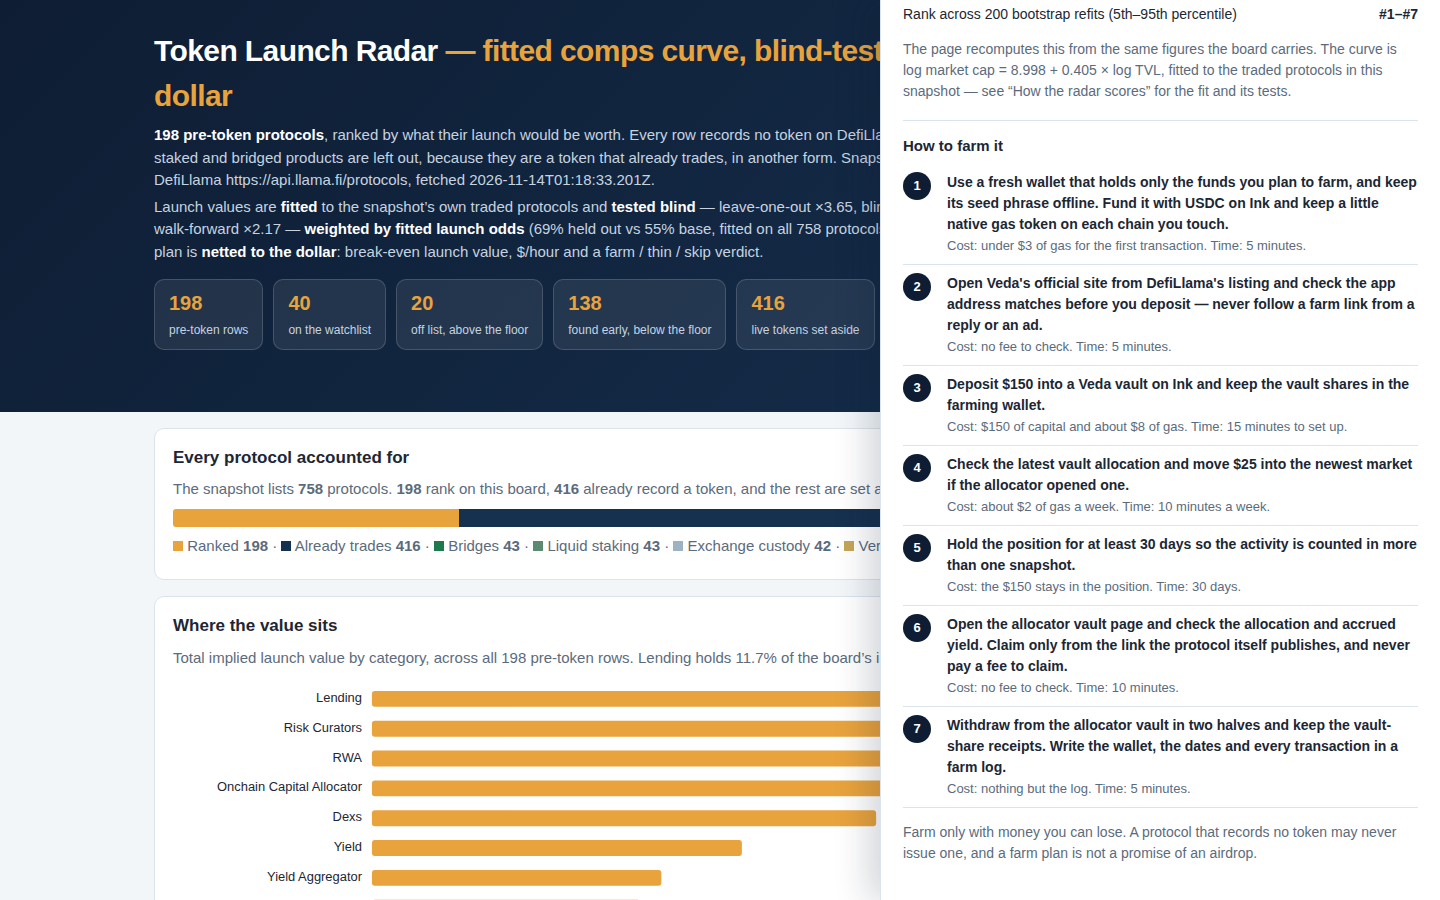 Token Launch Radar — fitted comps curve, blind-test
dollar
198 pre-token protocols, ranked by what their launch would be worth. Every row records no token on DefiLla
staked and bridged products are left out, because they are a token that already trades, in another form. Snaps
DefiLlama https://api.llama.fi/protocols, fetched 2026-11-14T01:18:33.201Z.
Launch values are fitted to the snapshot's own traded protocols and tested blind — leave-one-out ×3.65, blin
walk-forward ×2.17 — weighted by fitted launch odds (69% held out vs 55% base, fitted on all 758 protocol
plan is netted to the dollar: break-even launch value, $/hour and a farm / thin / skip verdict.
198
pre-token rows
40
on the watchlist
20
off list, above the floor
138
found early, below the floor
416
live tokens set aside
Every protocol accounted for
The snapshot lists 758 protocols. 198 rank on this board, 416 already record a token, and the rest are set a
Ranked 198 · Already trades 416 · Bridges 43 · Liquid staking 43 · Exchange custody 42 · Ver
Where the value sits
Total implied launch value by category, across all 198 pre-token rows. Lending holds 11.7% of the board's i
Lending
Risk Curators
RWA
Onchain Capital Allocator
Dexs
Yield
Yield Aggregator
Rank across 200 bootstrap refits (5th–95th percentile) #1–#7
The page recomputes this from the same figures the board carries. The curve is
log market cap = 8.998 + 0.405 × log TVL, fitted to the traded protocols in this
snapshot — see “How the radar scores” for the fit and its tests.
How to farm it
1
Use a fresh wallet that holds only the funds you plan to farm, and keep
its seed phrase offline. Fund it with USDC on Ink and keep a little
native gas token on each chain you touch.
Cost: under $3 of gas for the first transaction. Time: 5 minutes.
2
Open Veda's official site from DefiLlama's listing and check the app
address matches before you deposit — never follow a farm link from a
reply or an ad.
Cost: no fee to check. Time: 5 minutes.
3
Deposit $150 into a Veda vault on Ink and keep the vault shares in the
farming wallet.
Cost: $150 of capital and about $8 of gas. Time: 15 minutes to set up.
4
Check the latest vault allocation and move $25 into the newest market
if the allocator opened one.
Cost: about $2 of gas a week. Time: 10 minutes a week.
5
Hold the position for at least 30 days so the activity is counted in more
than one snapshot.
Cost: the $150 stays in the position. Time: 30 days.
6
Open the allocator vault page and check the allocation and accrued
yield. Claim only from the link the protocol itself publishes, and never
pay a fee to claim.
Cost: no fee to check. Time: 10 minutes.
7
Withdraw from the allocator vault in two halves and keep the vault-
share receipts. Write the wallet, the dates and every transaction in a
farm log.
Cost: nothing but the log. Time: 5 minutes.
Farm only with money you can lose. A protocol that records no token may never
issue one, and a farm plan is not a promise of an airdrop.